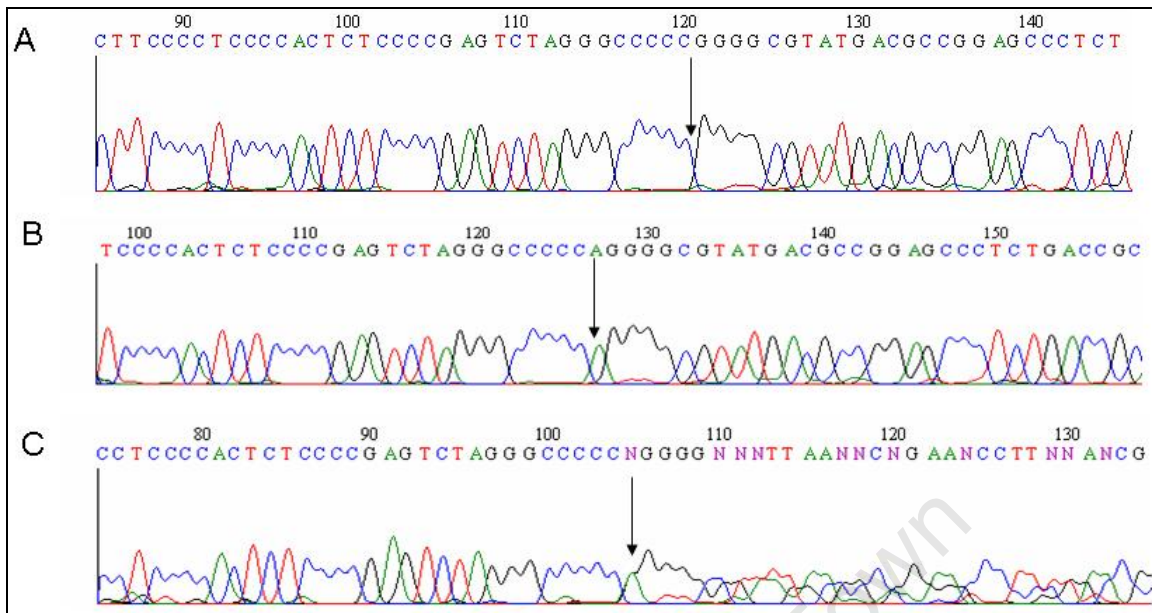 90 100 110 120 130 140
A
CTTCCCCTCCCCACTCTCCCCGAGTCTAGGGCCCCCGGGGCGTATGACGCCGGAGCCCTCT
100 110 120 130 140 150
B
TCCCCACTCTCCCCGAGTCTAGGGCCCCCAGGGGCGTATGACGCCGGAGCCCTCTGACCGC
80 90 100 110 120 130
C
CCTCCCCACTCTCCCCGAGTCTAGGGCCCCCNGGGGNNNTTAANNCNGAANCCTTNNANCG